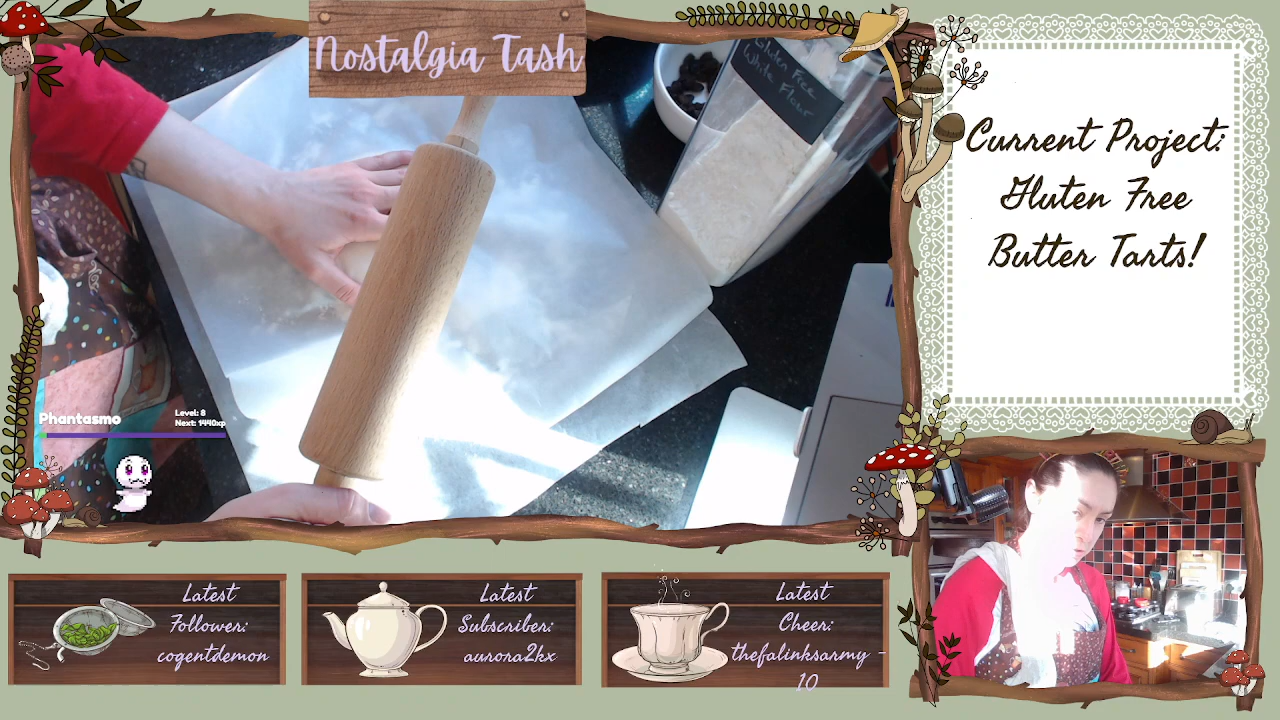 Nostalgia Tash
Gluten Free
White Flour
Current Project:
Gluten Free
Butter Tarts!
Phantasmo
Level: 8
Next: 1440xp
Latest
Follower:
cogentdemon
Latest
Subscriber:
aurora2kx
Latest
Cheer:
thefalinksarmy -
10